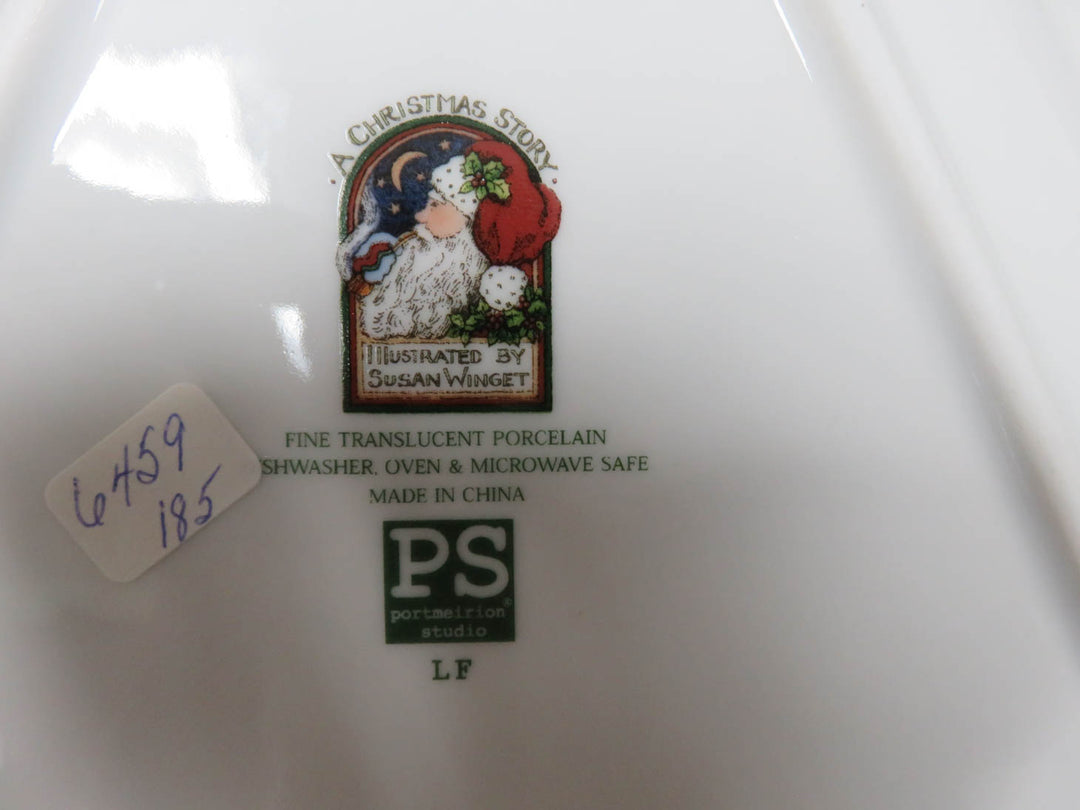 A CHRISTMAS STORY
ILLUSTRATED BY
SUSAN WINGET
FINE TRANSLUCENT PORCELAIN
SHWASHER, OVEN & MICROWAVE SAFE
MADE IN CHINA
6459
185
PS
portmeirion®
studio
LF